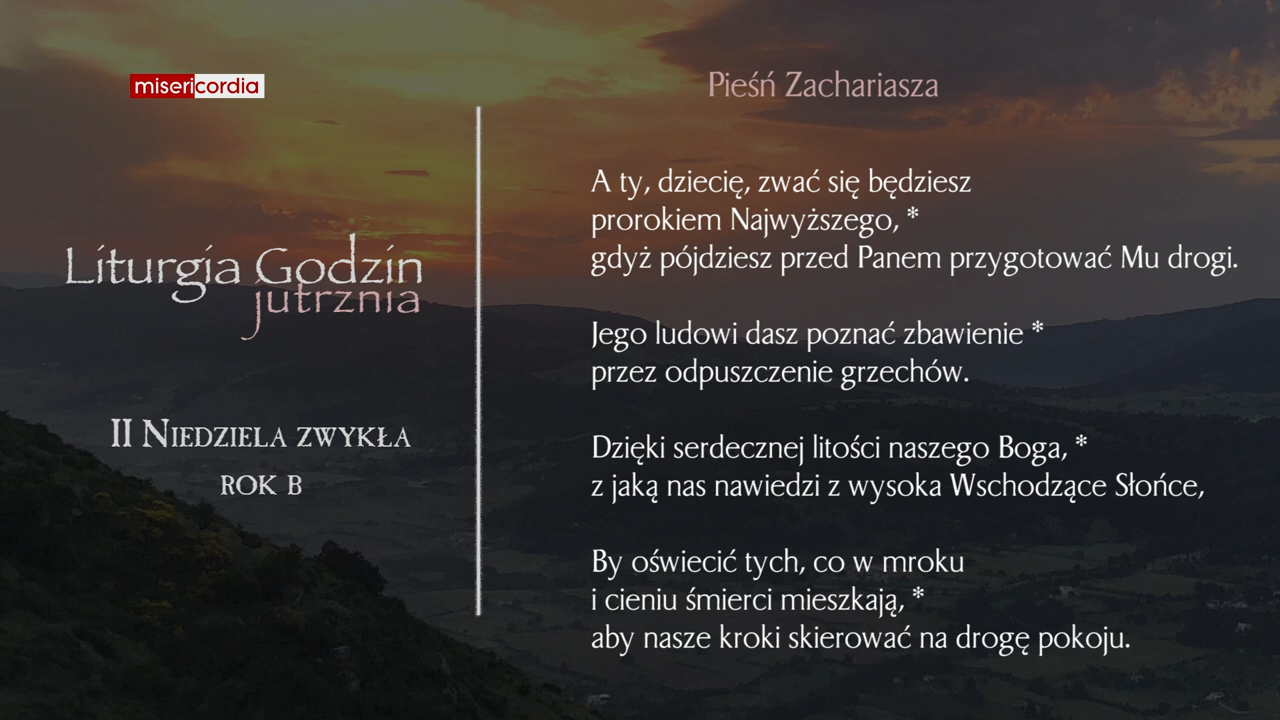 misericordia
Liturgia Godzin
jutrznia
II Niedziela zwykła
rok B
Pieśń Zachariasza
A ty, dziecię, zwać się będziesz
prorokiem Najwyższego, *
gdyż pójdziesz przed Panem przygotować Mu drogi.
Jego ludowi dasz poznać zbawienie *
przez odpuszczenie grzechów.
Dzięki serdecznej litości naszego Boga, *
z jaką nas nawiedzi z wysoka Wschodzące Słońce,
By oświecić tych, co w mroku
i cieniu śmierci mieszkają, *
aby nasze kroki skierować na drogę pokoju.